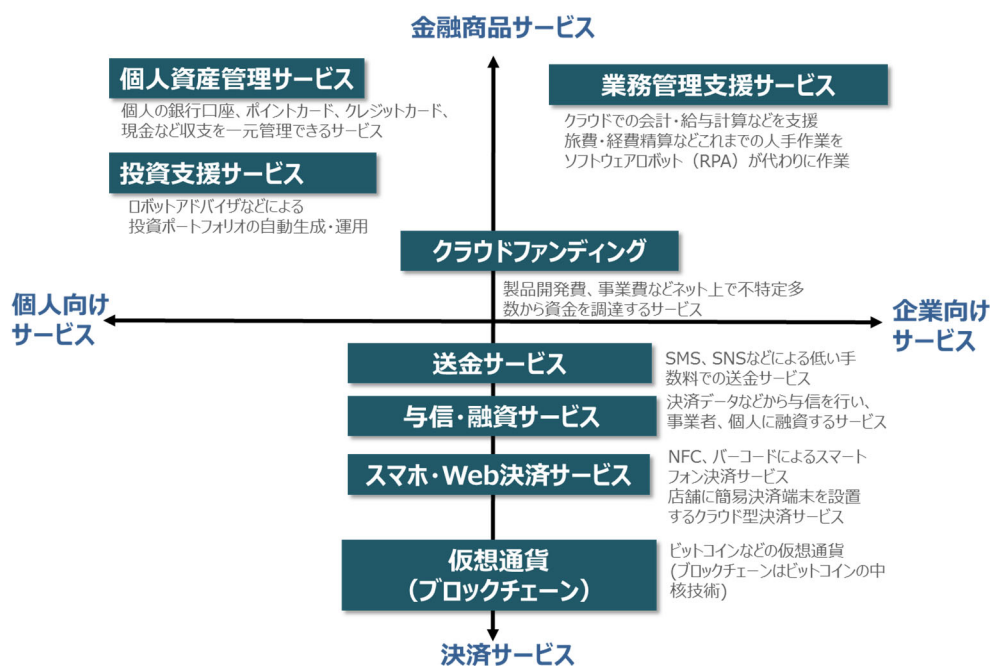 金融商品サービス
個人資産管理サービス
個人の銀行口座、ポイントカード、クレジットカード、
現金など収支を一元管理できるサービス
業務管理支援サービス
クラウドでの会計・給与計算などを支援
旅費・経費精算などこれまでの人手作業を
ソフトウェアロボット（RPA）が代わりに作業
投資支援サービス
ロボットアドバイザなどによる
投資ポートフォリオの自動生成・運用
クラウドファンディング
製品開発費、事業費などネット上で不特定多
数から資金を調達するサービス
個人向け
サービス
企業向け
サービス
送金サービス
SMS、SNSなどによる低い手
数料での送金サービス
与信・融資サービス
決済データなどから与信を行い、
事業者、個人に融資するサービス
スマホ・Web決済サービス
NFC、バーコードによるスマート
フォン決済サービス
店舗に簡易決済端末を設置
するクラウド型決済サービス
仮想通貨
（ブロックチェーン）
ビットコインなどの仮想通貨
(ブロックチェーンはビットコインの中
核技術)
決済サービス